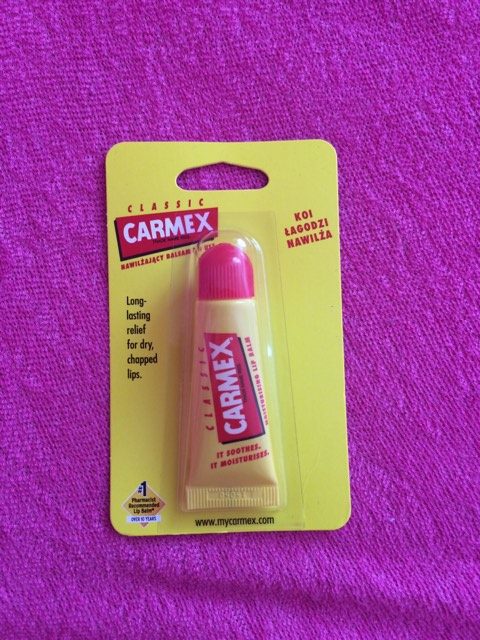 CLASSIC
CARMEX
NAWILŻAJĄCY BALSAM DO UST
KOI
ŁAGODZI
NAWILŻA
Long-
lasting
relief
for dry,
chapped
lips.
CLASSIC
CARMEX
MOISTURISING LIP BALM
IT SOOTHES.
IT MOISTURISES.
#1
Pharmacist
Recommended
Lip Balm*
OVER 10 YEARS
www.mycarmex.com